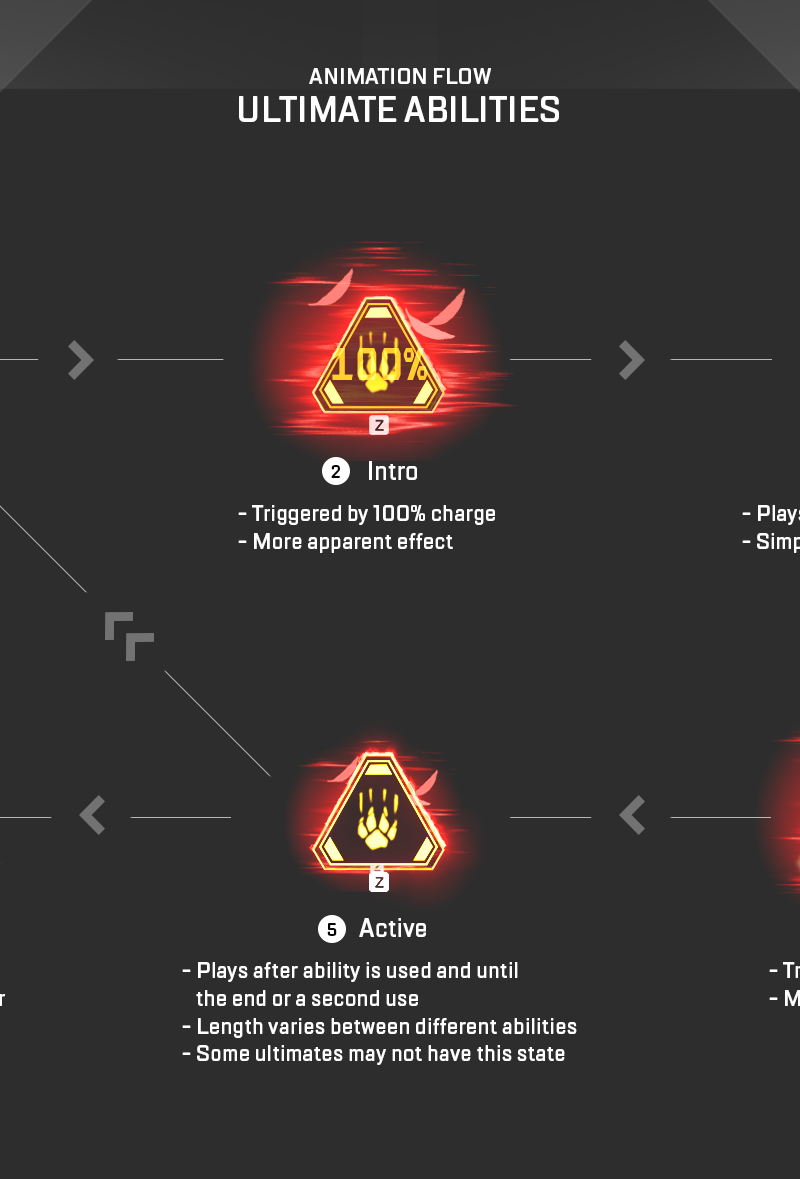 ANIMATION FLOW
ULTIMATE ABILITIES
100%
Z
2 Intro
- Triggered by 100% charge
- More apparent effect
- Plays
- Simp
Z
5 Active
- Plays after ability is used and until
the end or a second use
- Length varies between different abilities
- Some ultimates may not have this state
r
- Tr
- M